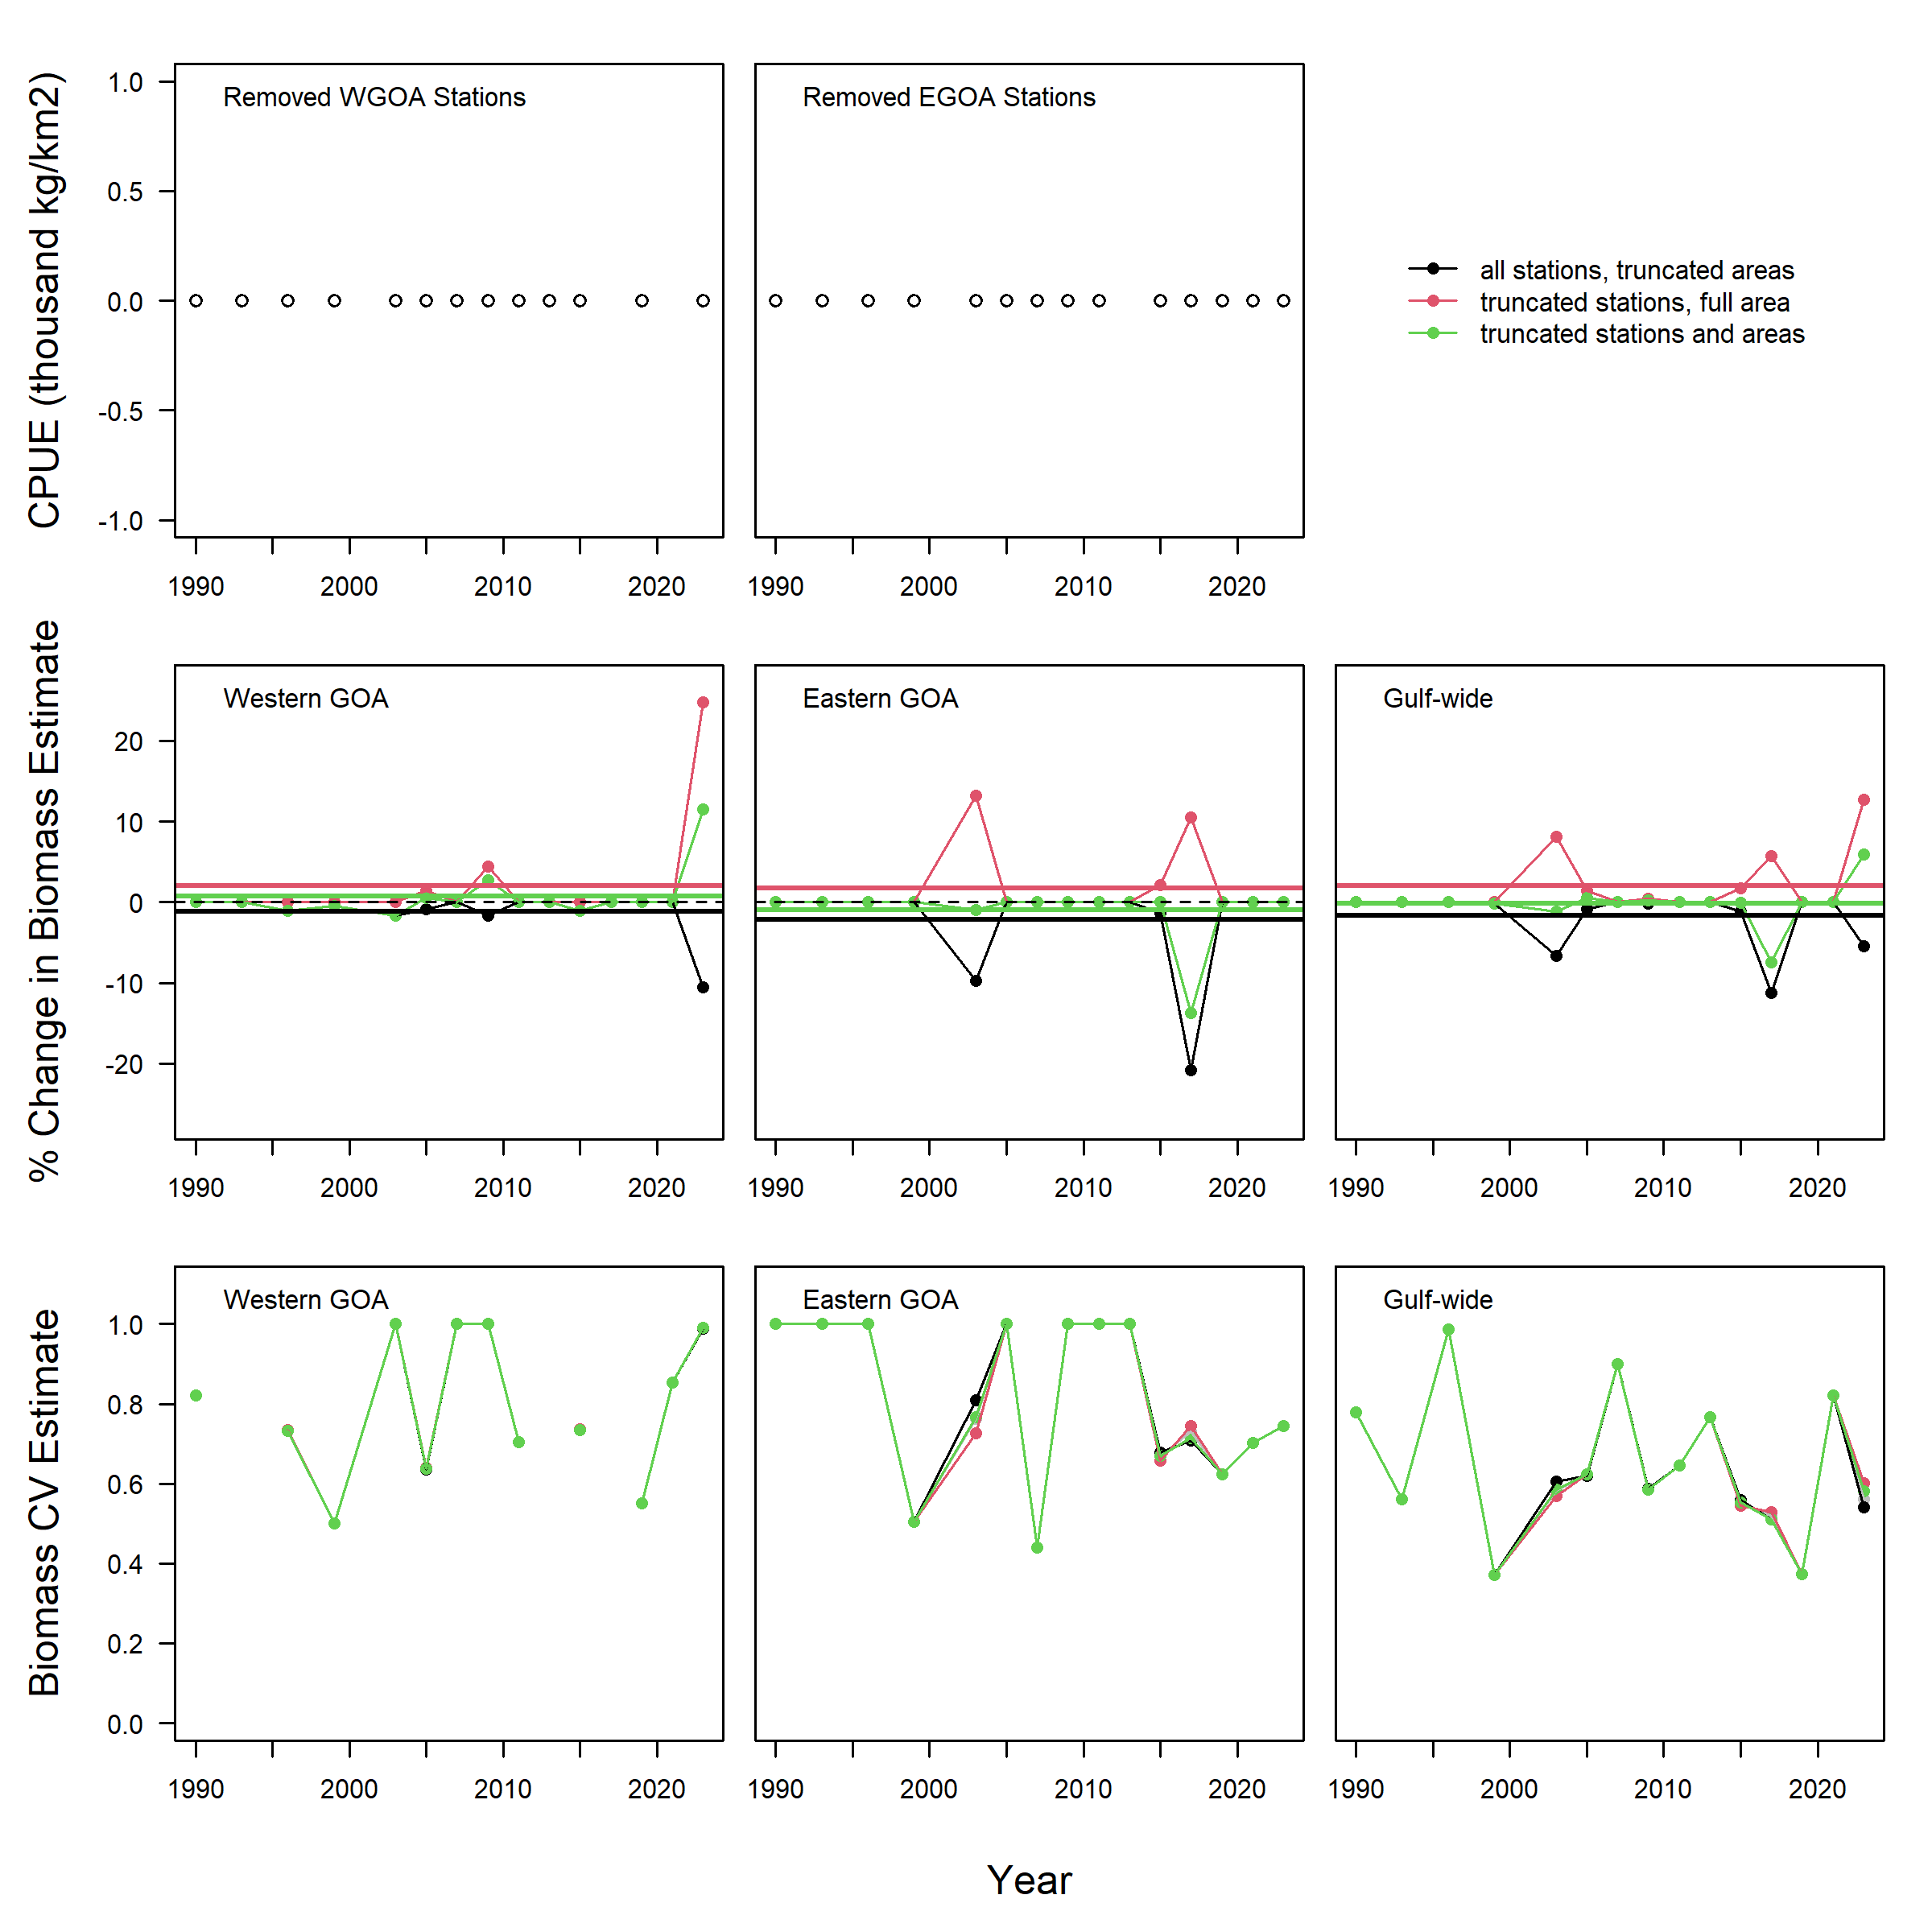 CPUE (thousand kg/km2)
1.0
0.5
0.0
-0.5
-1.0
Removed WGOA Stations
1990 2000 2010 2020
Removed EGOA Stations
1990 2000 2010 2020
all stations, truncated areas
truncated stations, full area
truncated stations and areas
% Change in Biomass Estimate
20
10
0
-10
-20
Western GOA
1990 2000 2010 2020
Eastern GOA
1990 2000 2010 2020
Gulf-wide
1990 2000 2010 2020
Biomass CV Estimate
1.0
0.8
0.6
0.4
0.2
0.0
Western GOA
1990 2000 2010 2020
Eastern GOA
1990 2000 2010 2020
Gulf-wide
1990 2000 2010 2020
Year